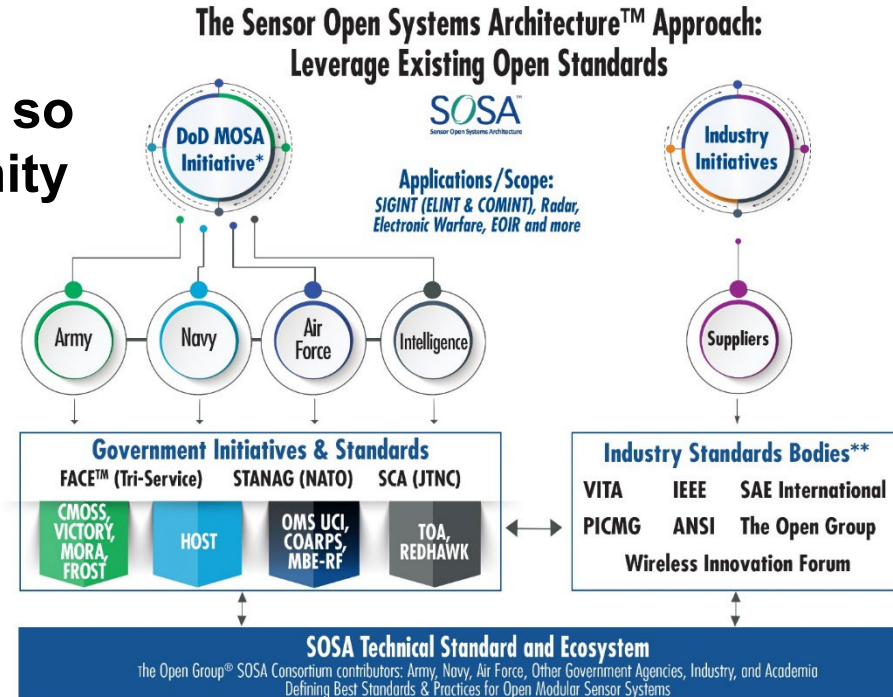 The Sensor Open Systems Architecture™ Approach:
Leverage Existing Open Standards
so
nity
DoD MOSA
Initiative*
SOSA™
Sensor Open Systems Architecture
Industry
Initiatives
Applications/Scope:
SIGINT (ELINT & COMINT), Radar,
Electronic Warfare, EOIR and more
Army
Navy
Air
Force
Intelligence
Suppliers
Government Initiatives & Standards
FACE™ (Tri-Service) STANAG (NATO) SCA (JTNC)
CMOSS,
VICTORY,
MORA,
FROST
HOST
OMS UCI,
COARPS,
MBE-RF
TOA,
REDHAWK
Industry Standards Bodies**
VITA IEEE SAE International
PICMG ANSI The Open Group
Wireless Innovation Forum
SOSA Technical Standard and Ecosystem
The Open Group® SOSA Consortium contributors: Army, Navy, Air Force, Other Government Agencies, Industry, and Academia
Defining Best Standards & Practices for Open Modular Sensor Systems